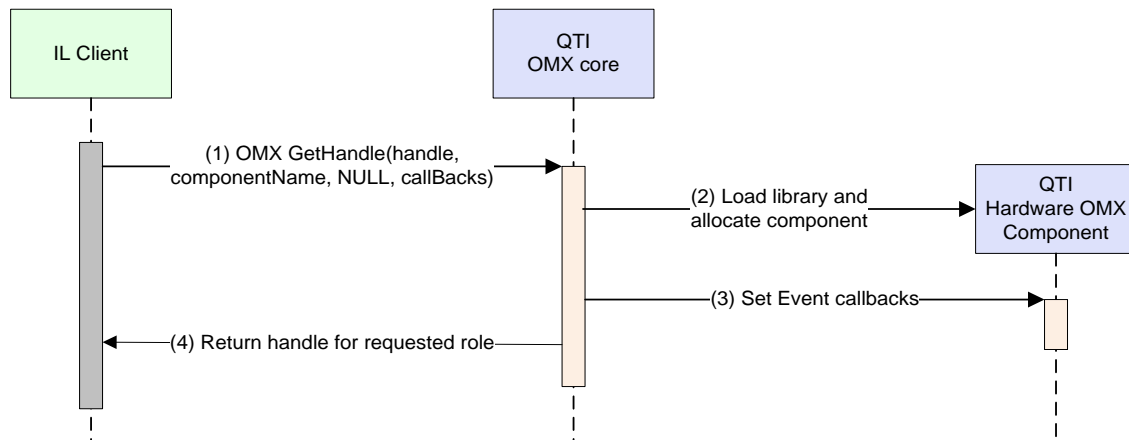 IL Client
QTI
OMX core
(1) OMX GetHandle(handle,
componentName, NULL, callBacks)
(2) Load library and
allocate component
QTI
Hardware OMX
Component
(3) Set Event callbacks
(4) Return handle for requested role